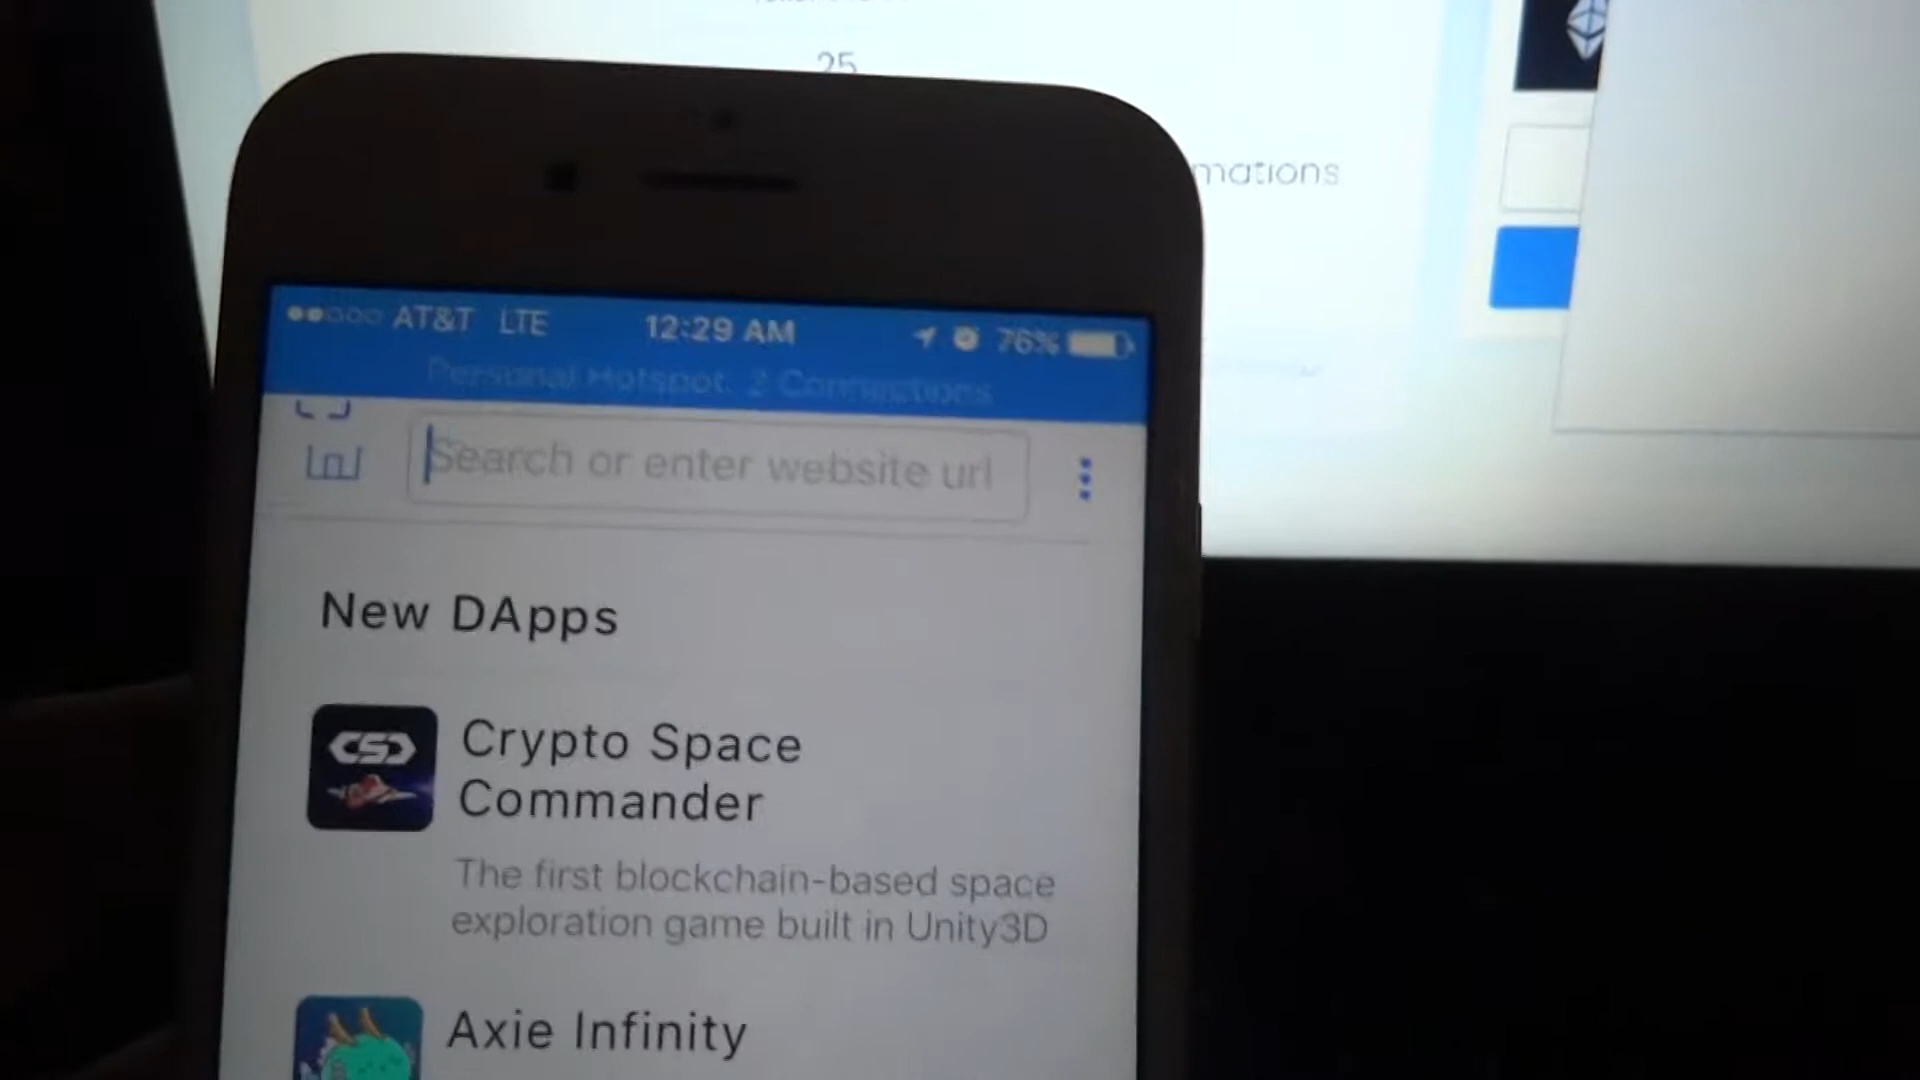 25
mations
AT&T LTE 12:29 AM 76%
Personal Hotspot: 2 Connections
Search or enter website url
New DApps
CSC
Crypto Space
Commander
The first blockchain-based space
exploration game built in Unity3D
Axie Infinity